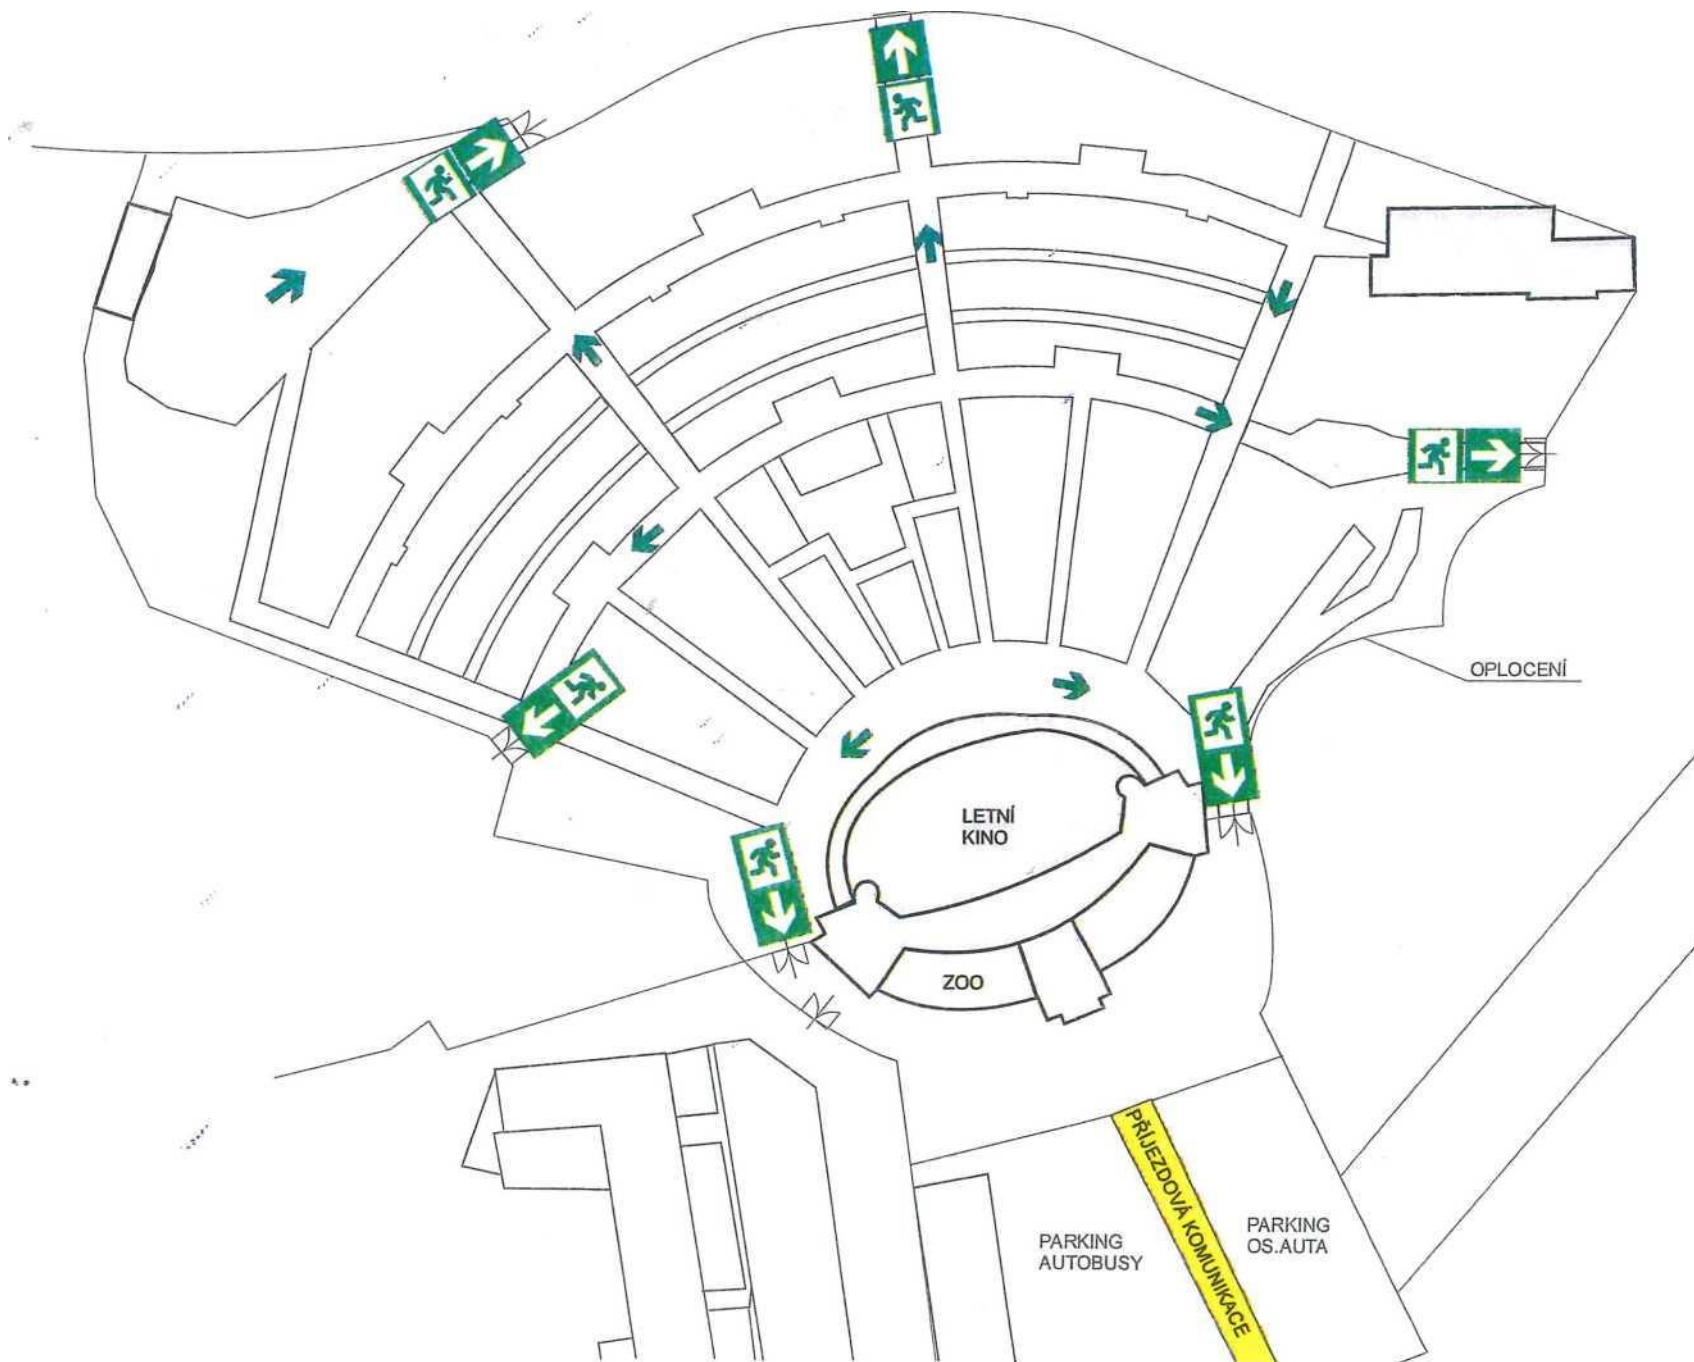 OPLOCENÍ
LETNÍ
KINO
ZOO
PŘÍJEZDOVÁ KOMUNIKACE
PARKING
AUTOBUSY
PARKING
OS.AUTA